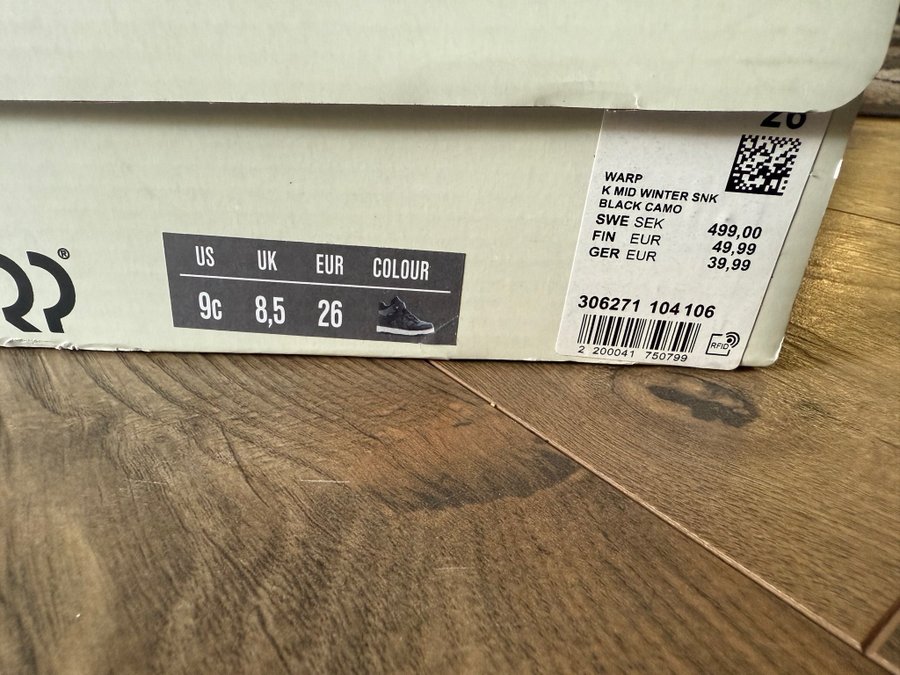 26
WARP
K MID WINTER SNK
BLACK CAMO
SWE SEK 499,00
FIN EUR 49,99
GER EUR 39,99
306271 104106
2 200041 750799
RFID
RP®
US UK EUR COLOUR
9c 8,5 26